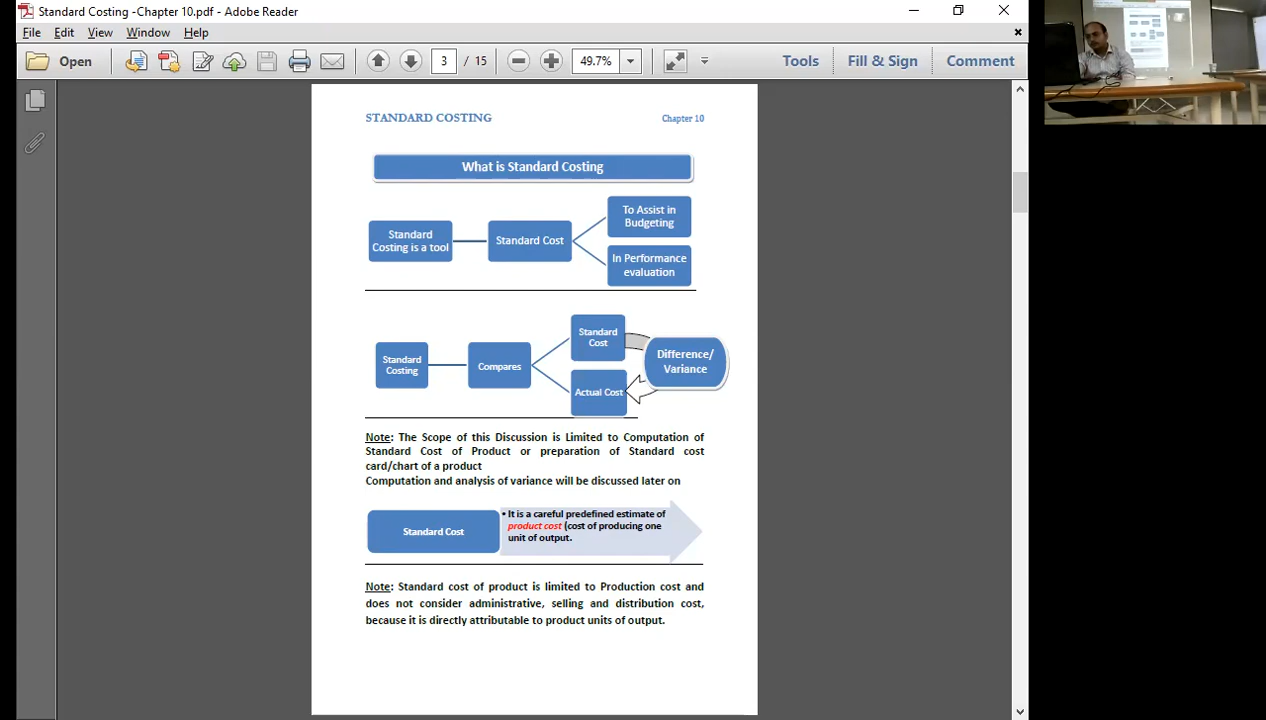 Standard Costing -Chapter 10.pdf - Adobe Reader
File Edit View Window Help
Open 3 / 15 49.7% Tools Fill & Sign Comment
STANDARD COSTING Chapter 10
What is Standard Costing
Standard
Costing is a tool
Standard Cost
To Assist in
Budgeting
In Performance
evaluation
Standard
Costing
Compares
Standard
Cost
Actual Cost
Difference/
Variance
Note: The Scope of this Discussion is Limited to Computation of
Standard Cost of Product or preparation of Standard cost
card/chart of a product
Computation and analysis of variance will be discussed later on
Standard Cost
• It is a careful predefined estimate of
product cost (cost of producing one
unit of output.
Note: Standard cost of product is limited to Production cost and
does not consider administrative, selling and distribution cost,
because it is directly attributable to product units of output.